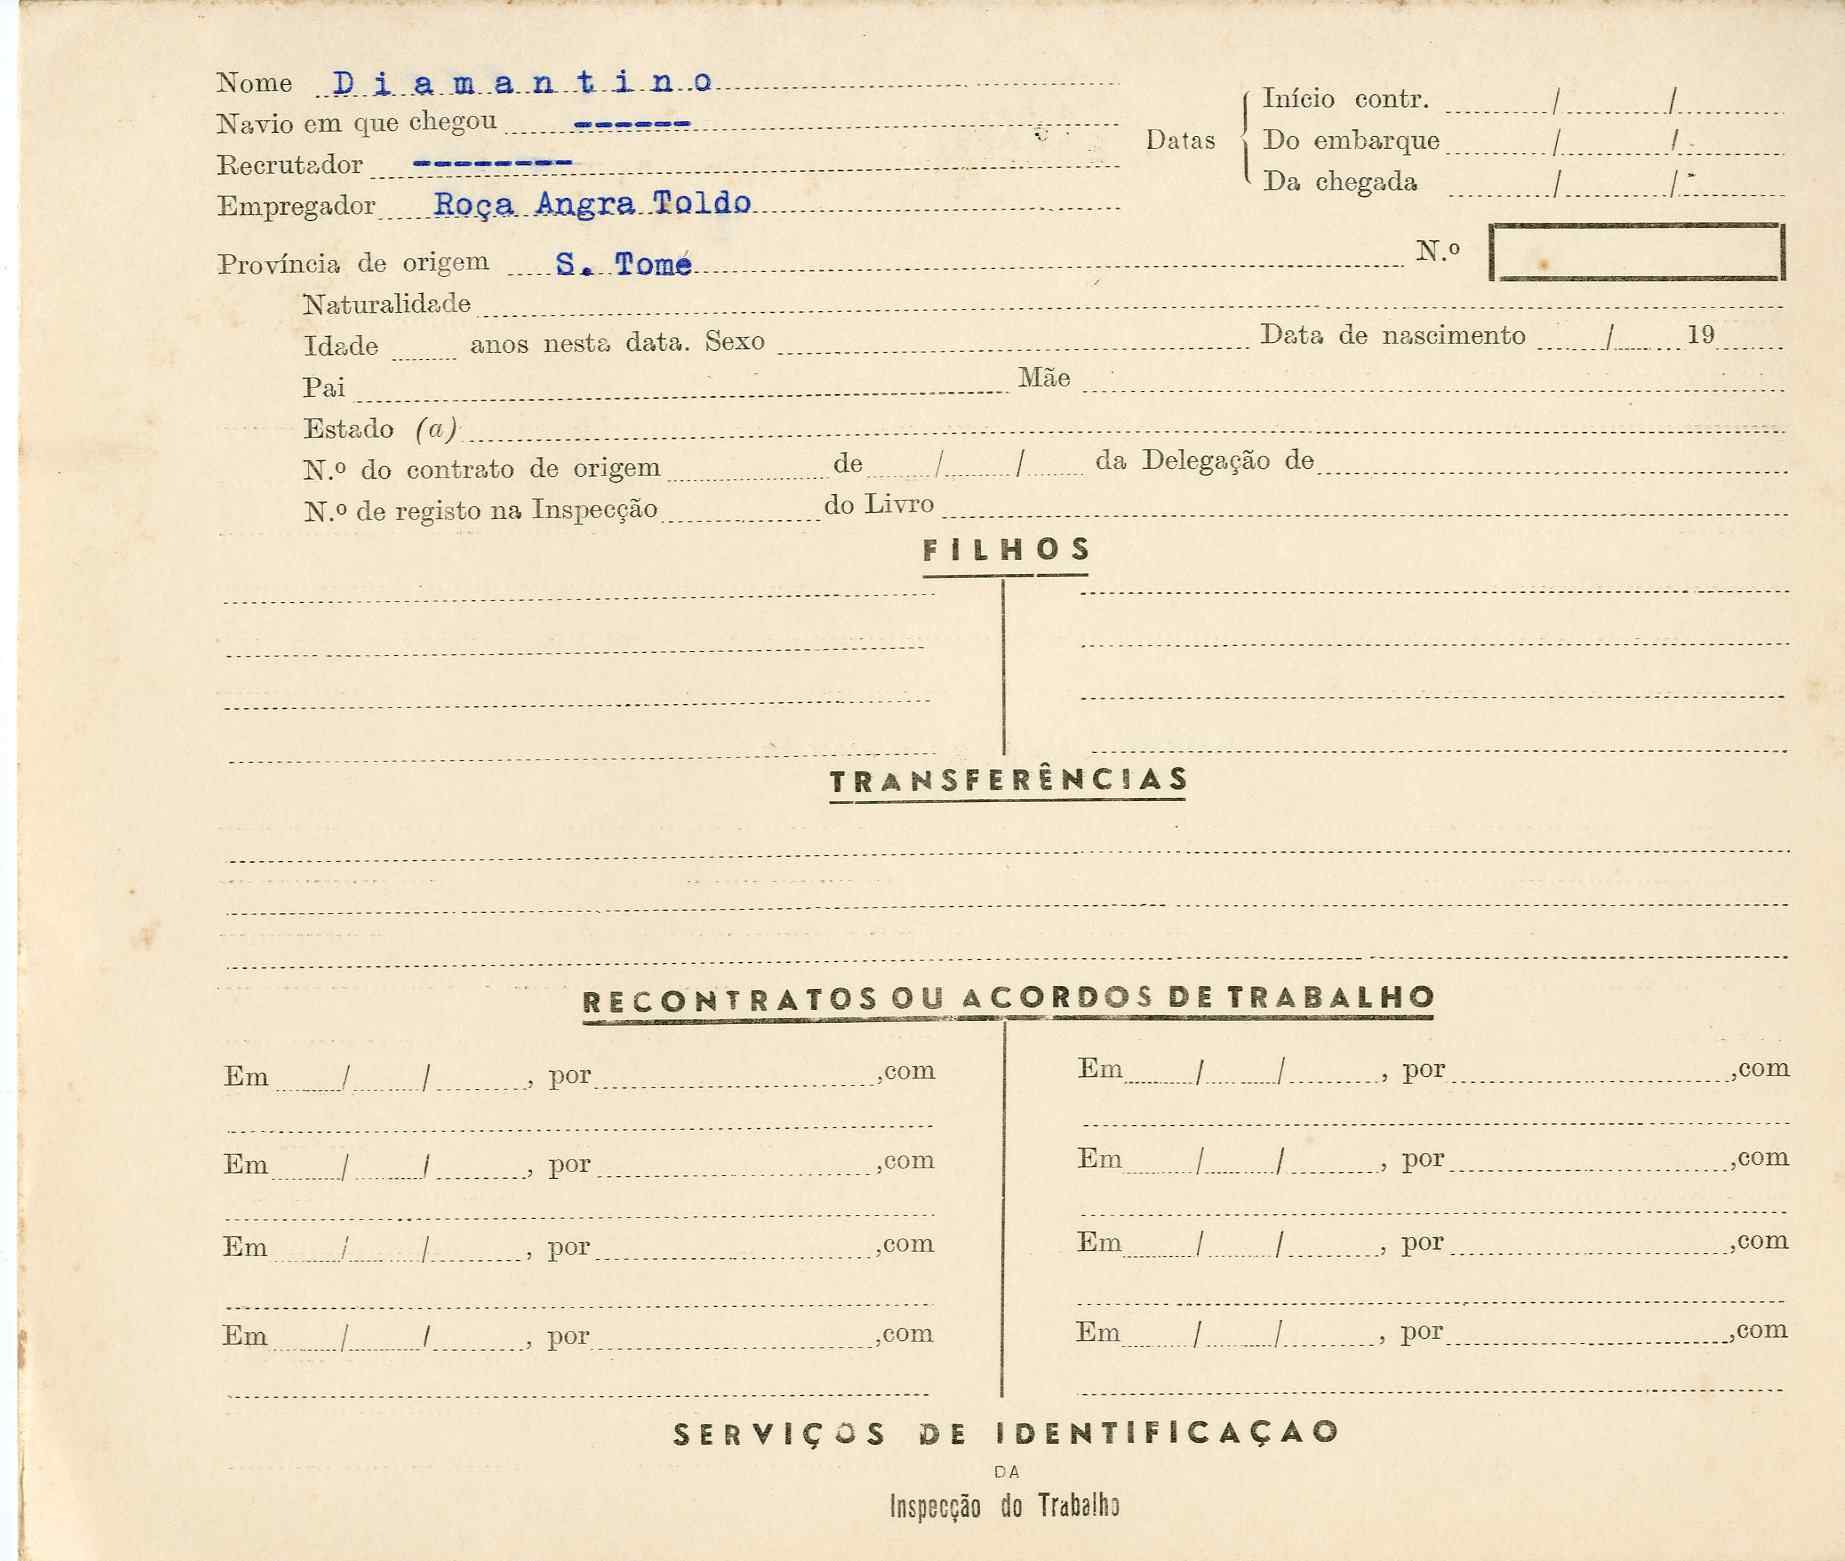 Nome D i a m a n t i n o
Navio em que chegou ------
Recrutador --------
Empregador Roça Angra Toldo
Datas
Início contr. / /
Do embarque / /
Da chegada / /
Província de origem S. Tomé
N.º
Naturalidade
Idade anos nesta data. Sexo Data de nascimento / 19
Pai Mãe
Estado (a)
N.º do contrato de origem de / / da Delegação de
N.º de registo na Inspecção do Livro
FILHOS
TRANSFERÊNCIAS
RECONTRATOS OU ACORDOS DE TRABALHO
Em / / , por ,com
Em / / , por ,com
Em / / , por ,com
Em / / , por ,com
Em / / , por ,com
Em / / , por ,com
Em / / , por ,com
Em / / , por ,com
SERVIÇOS DE IDENTIFICAÇAO
DA
Inspecção do Trabalho